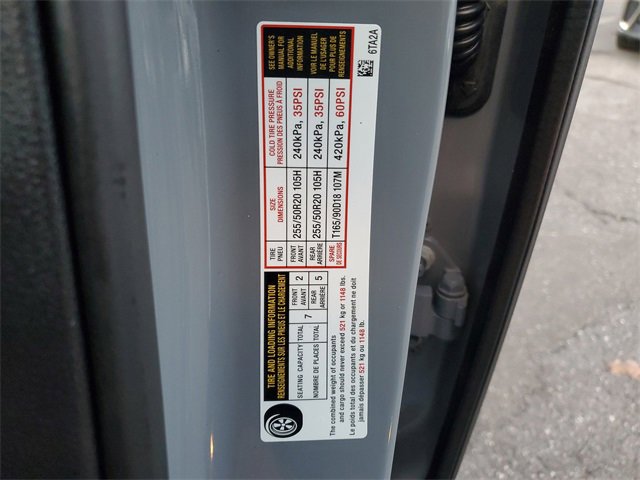 TIRE AND LOADING INFORMATION
RENSEIGNEMENTS SUR LES PNEUS ET LE CHARGEMENT
SEATING CAPACITY TOTAL 7 FRONT AVANT 2 REAR ARRIÈRE 5
NOMBRE DE PLACES TOTAL
The combined weight of occupants
and cargo should never exceed 521 kg or 1148 lbs.
Le poids total des occupants et du chargement ne doit
jamais dépasser 521 kg ou 1148 lb.
TIRE PNEU
SIZE
DIMENSIONS
COLD TIRE PRESSURE
PRESSION DES PNEUS À FROID
FRONT AVANT 255/50R20 105H 240kPa, 35PSI
REAR ARRIÈRE 255/50R20 105H 240kPa, 35PSI
SPARE DE SECOURS T165/90D18 107M 420kPa, 60PSI
SEE OWNER'S
MANUAL FOR
ADDITIONAL
INFORMATION
VOIR LE MANUEL
DE L'USAGER
POUR PLUS DE
RENSEIGNEMENTS
6TA2A